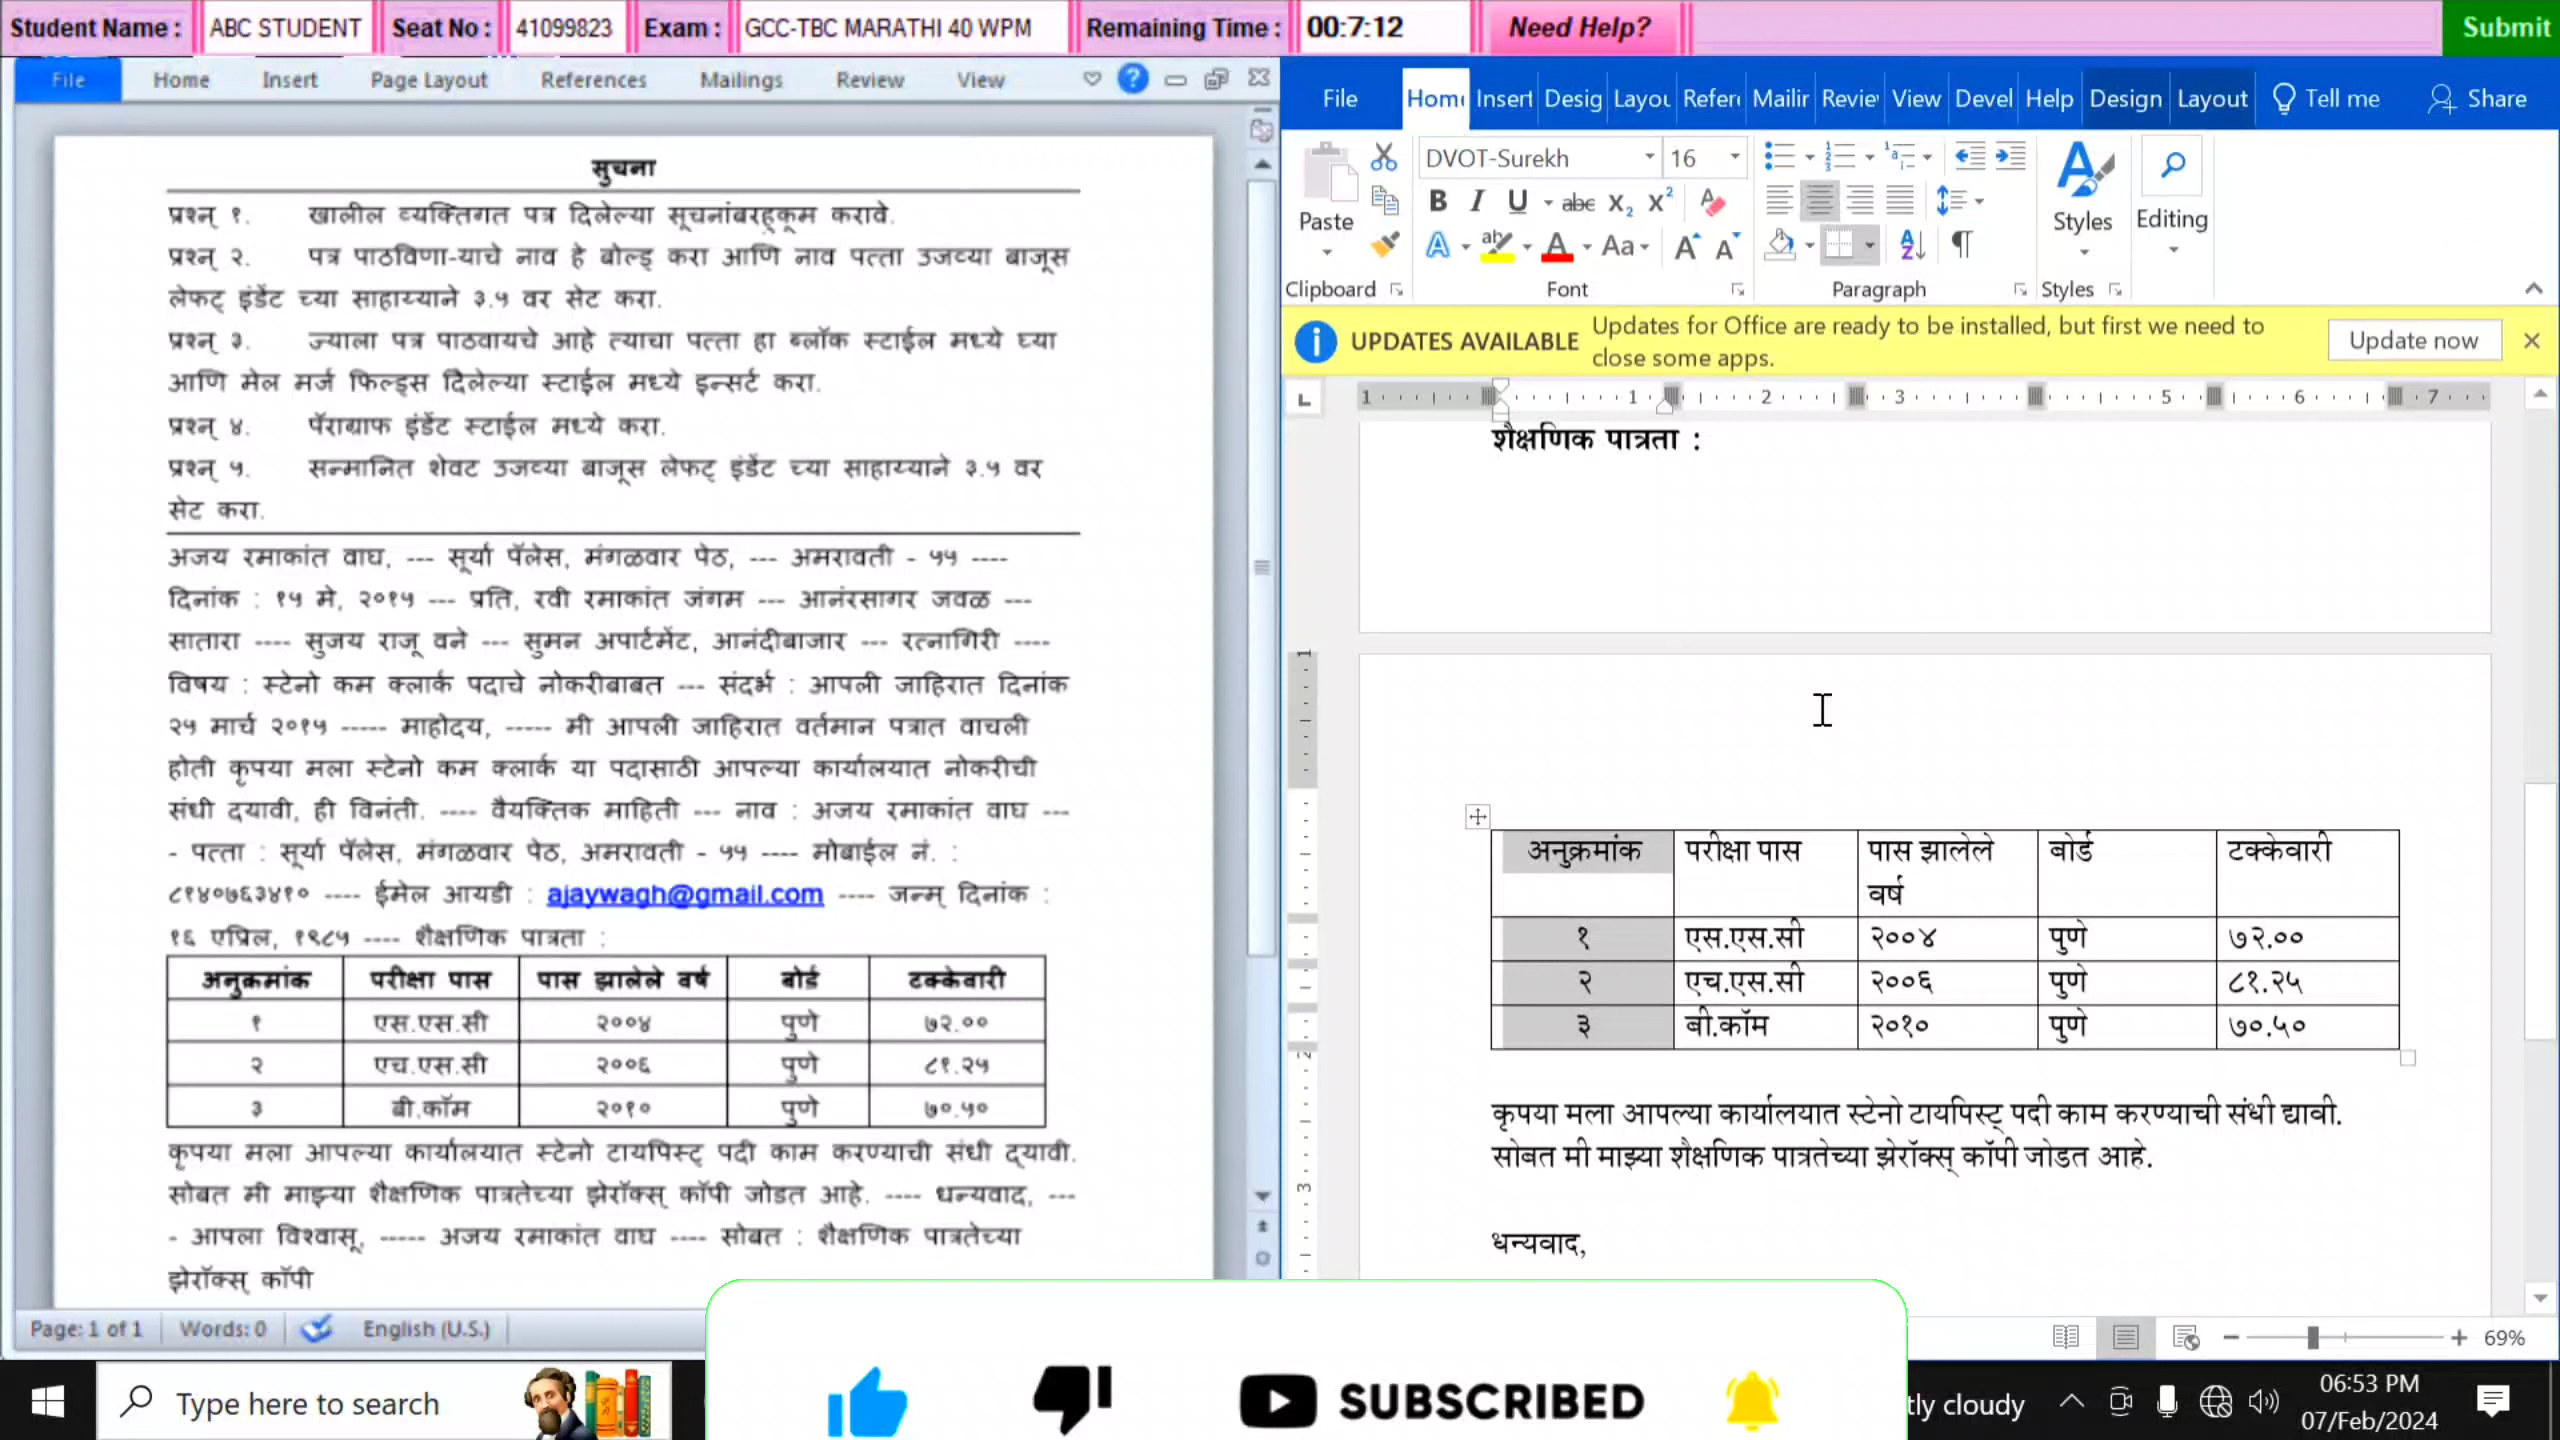 Student Name : ABC STUDENT Seat No : 41099823 Exam : GCC-TBC MARATHI 40 WPM Remaining Time : 00:7:12 Need Help? Submit
File Home Insert Page Layout References Mailings Review View
सुचना
प्रश्न् १. खालील व्यक्तिगत पत्र दिलेल्या सूचनांबरहूकूम करावे.
प्रश्न् २. पत्र पाठविणा-याचे नाव हे बोल्ड् करा आणि नाव पत्ता उजव्या बाजूस
लेफट् इंडेंट च्या साहाय्याने ३.५ वर सेट करा.
प्रश्न् ३. ज्याला पत्र पाठवायचे आहे त्याचा पत्ता हा ब्लॉक स्टाईल मध्ये घ्या
आणि मेल मर्ज फिल्ड्स दिलेल्या स्टाईल मध्ये इन्सर्ट करा.
प्रश्न् ४. पॅराग्राफ इंडेंट स्टाईल मध्ये करा.
प्रश्न् ५. सन्मानित शेवट उजव्या बाजूस लेफट् इंडेंट च्या साहाय्याने ३.५ वर
सेट करा.
अजय रमाकांत वाघ, --- सूर्या पॅलेस, मंगळवार पेठ, --- अमरावती - ५५ ----
दिनांक : १५ मे, २०१५ --- प्रति, रवी रमाकांत जंगम --- आनंरसागर जवळ ---
सातारा ---- सुजय राजू वने --- सुमन अपार्टमेंट, आनंदीबाजार --- रत्नागिरी ----
विषय : स्टेनो कम क्लार्क पदाचे नोकरीबाबत --- संदर्भ : आपली जाहिरात दिनांक
२५ मार्च २०१५ ----- माहोदय, ----- मी आपली जाहिरात वर्तमान पत्रात वाचली
होती कृपया मला स्टेनो कम क्लार्क या पदासाठी आपल्या कार्यालयात नोकरीची
संधी दयावी, ही विनंती. ---- वैयक्तिक माहिती --- नाव : अजय रमाकांत वाघ ---
- पत्ता : सूर्या पॅलेस, मंगळवार पेठ, अमरावती - ५५ ---- मोबाईल नं. :
८१४०७६३४१० ---- ईमेल आयडी : ajaywagh@gmail.com ---- जन्म् दिनांक :
१६ एप्रिल, १९८५ ---- शैक्षणिक पात्रता :
अनुक्रमांक परीक्षा पास पास झालेले वर्ष बोर्ड टक्केवारी
१ एस.एस.सी २००४ पुणे ७२.००
२ एच.एस.सी २००६ पुणे ८१.२५
३ बी.कॉम २०१० पुणे ७०.५०
कृपया मला आपल्या कार्यालयात स्टेनो टायपिस्ट् पदी काम करण्याची संधी द्यावी.
सोबत मी माझ्या शैक्षणिक पात्रतेच्या झेरॉक्स् कॉपी जोडत आहे. ---- धन्यवाद, ---
- आपला विश्वासू, ----- अजय रमाकांत वाघ ---- सोबत : शैक्षणिक पात्रतेच्या
झेरॉक्स् कॉपी
Page: 1 of 1 Words: 0 English (U.S.)
File Insert View Help Design Layout Tell me Share
Paste DVOT-Surekh 16 Styles Editing
Clipboard Font Paragraph Styles
UPDATES AVAILABLE Updates for Office are ready to be installed, but first we need to
close some apps. Update now
1 1 2 3 5 6 7
शैक्षणिक पात्रता :
अनुक्रमांक परीक्षा पास पास झालेले बोर्ड टक्केवारी
वर्ष
१ एस.एस.सी २००४ पुणे ७२.००
२ एच.एस.सी २००६ पुणे ८१.२५
३ बी.कॉम २०१० पुणे ७०.५०
कृपया मला आपल्या कार्यालयात स्टेनो टायपिस्ट् पदी काम करण्याची संधी द्यावी.
सोबत मी माझ्या शैक्षणिक पात्रतेच्या झेरॉक्स् कॉपी जोडत आहे.
धन्यवाद,
69%
SUBSCRIBED
Type here to search tly cloudy 06:53 PM
07/Feb/2024